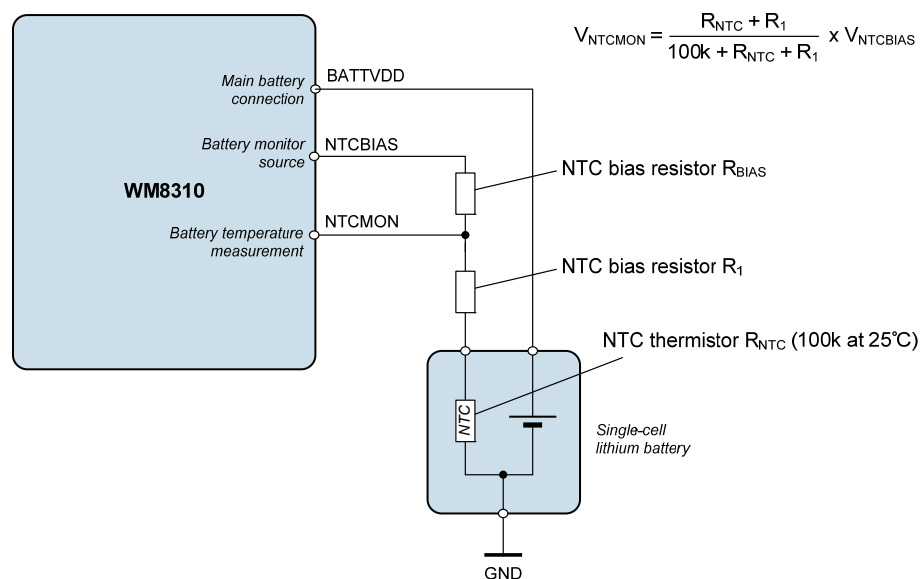 V_NTCMON = (R_NTC + R_1) / (100k + R_NTC + R_1) x V_NTCBIAS
Main battery
connection
BATTVDD
Battery monitor
source
NTCBIAS
NTC bias resistor R_BIAS
WM8310
Battery temperature
measurement
NTCMON
NTC bias resistor R_1
NTC thermistor R_NTC (100k at 25°C)
NTC
Single-cell
lithium battery
GND